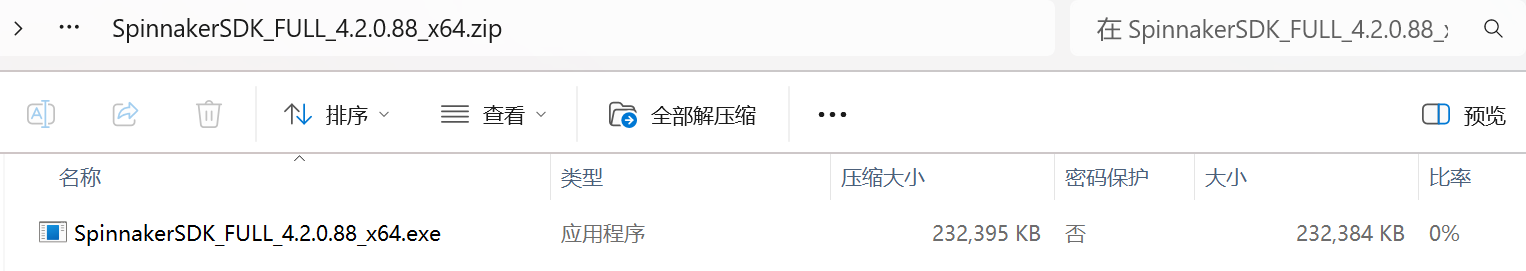 SpinnakerSDK_FULL_4.2.0.88_x64.zip 在 SpinnakerSDK_FULL_4.2.0.88_x
排序 查看 全部解压缩 预览
名称 类型 压缩大小 密码保护 大小 比率
SpinnakerSDK_FULL_4.2.0.88_x64.exe 应用程序 232,395 KB 否 232,384 KB 0%